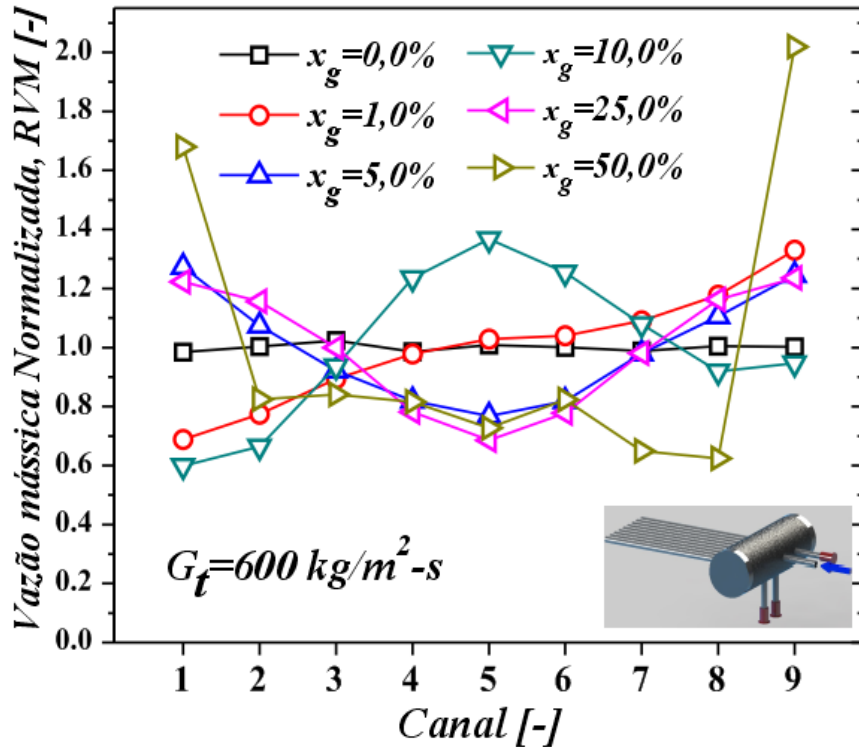 Vazão mássica Normalizada, RVM [-]
2.0
1.8
1.6
1.4
1.2
1.0
0.8
0.6
0.4
0.2
0.0
x_g=0,0%
x_g=10,0%
x_g=1,0%
x_g=25,0%
x_g=5,0%
x_g=50,0%
G_t=600 kg/m²-s
1 2 3 4 5 6 7 8 9
Canal [-]